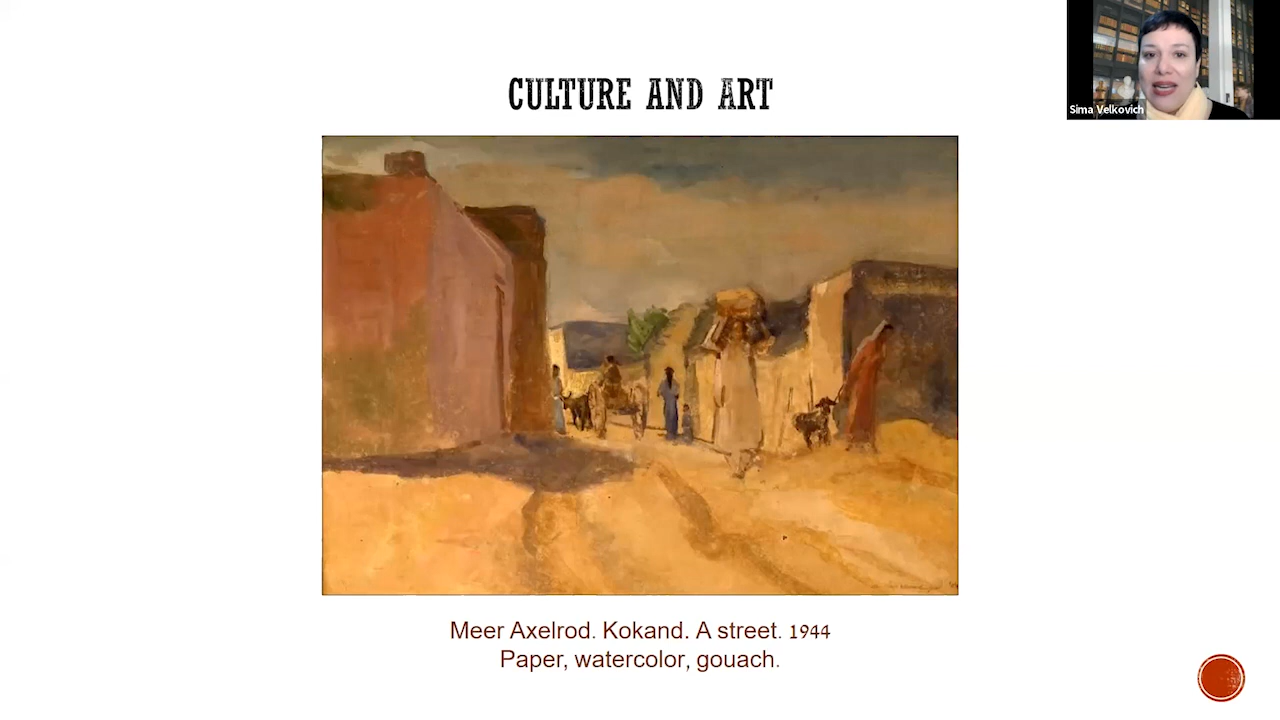 CULTURE AND ART
Sima Velkovich
Meer Axelrod. Kokand. A street. 1944
Paper, watercolor, gouach.